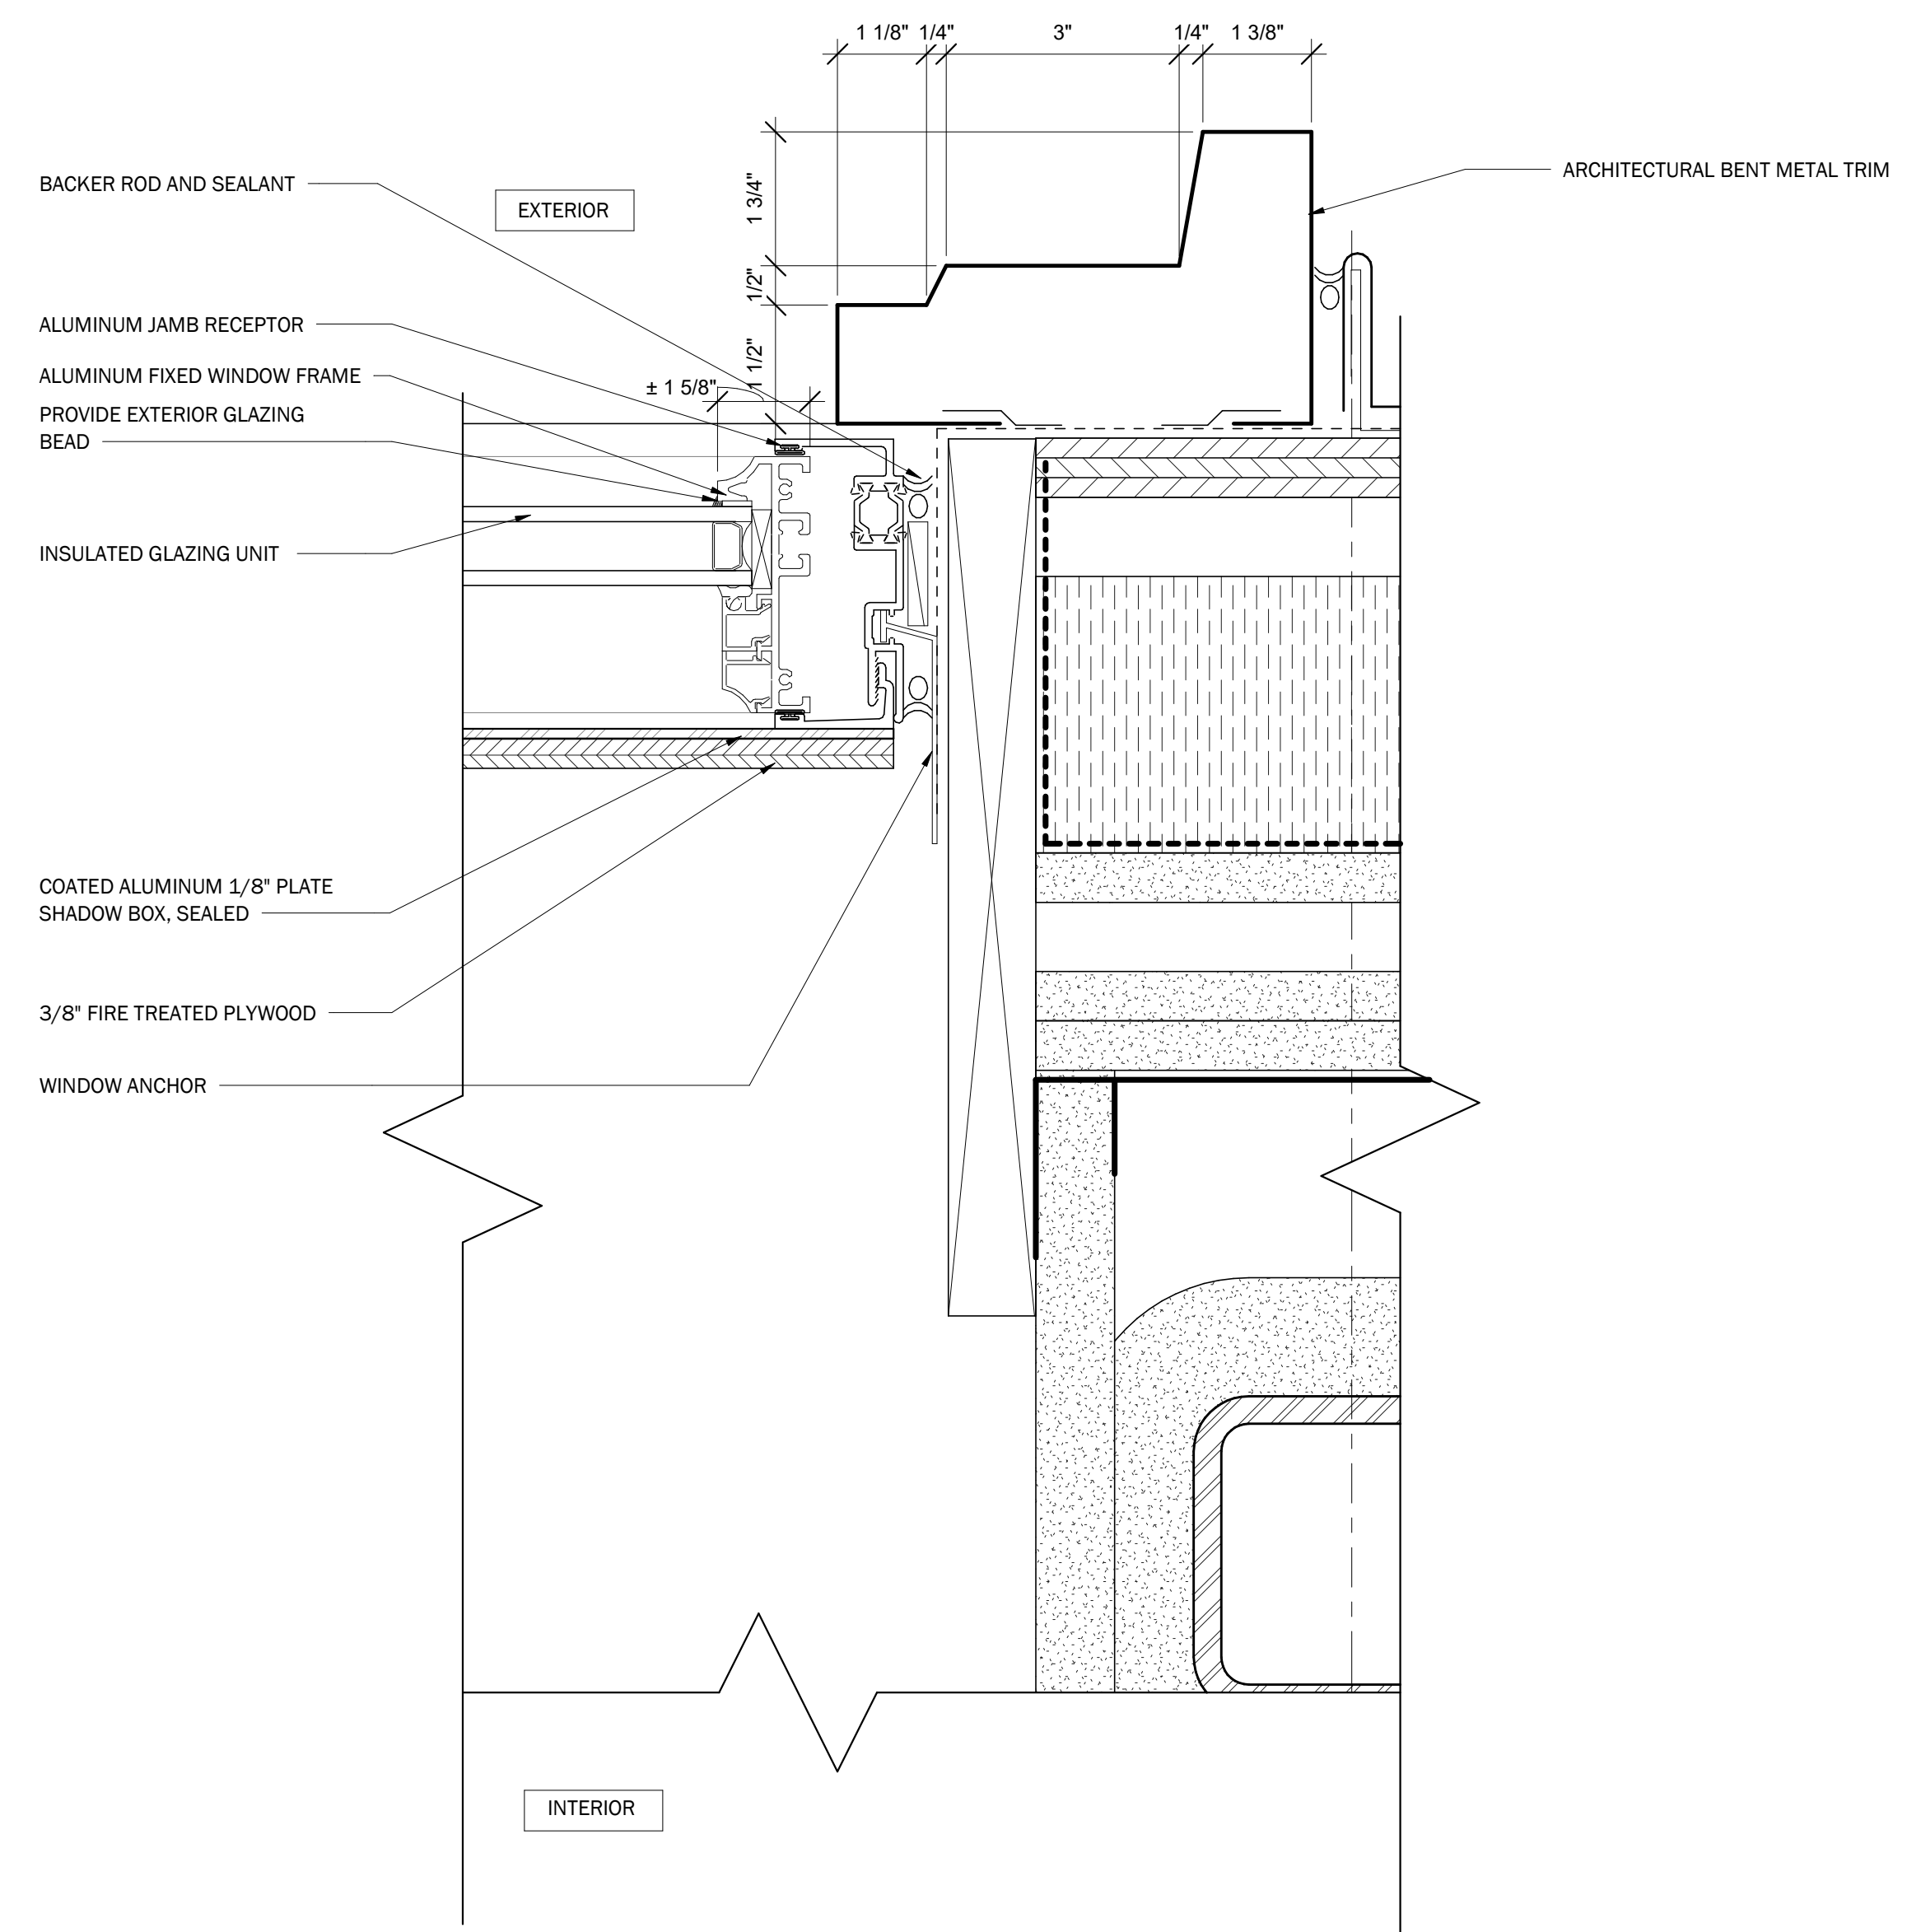 1 1/8" 1/4" 3" 1/4" 1 3/8"
ARCHITECTURAL BENT METAL TRIM
BACKER ROD AND SEALANT
1 3/4"
EXTERIOR
1/2"
ALUMINUM JAMB RECEPTOR
1 1/2"
ALUMINUM FIXED WINDOW FRAME
± 1 5/8"
PROVIDE EXTERIOR GLAZING
BEAD
INSULATED GLAZING UNIT
COATED ALUMINUM 1/8" PLATE
SHADOW BOX, SEALED
3/8" FIRE TREATED PLYWOOD
WINDOW ANCHOR
INTERIOR